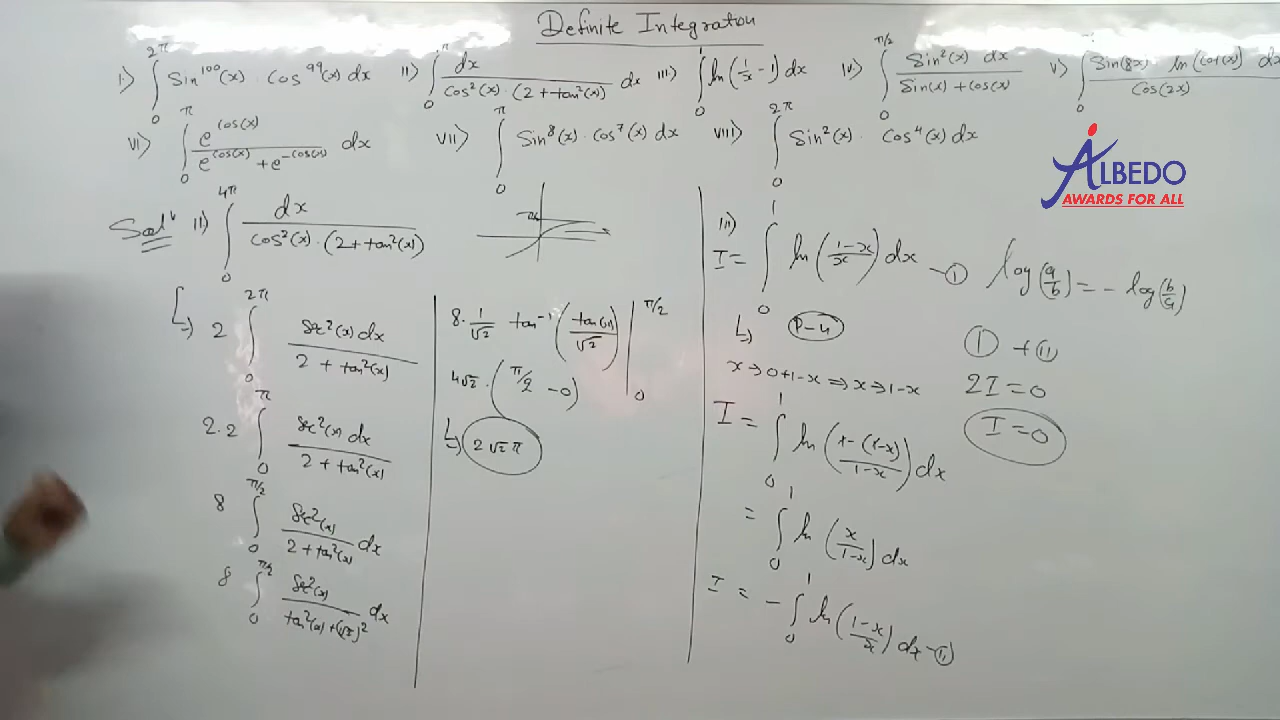 Definite Integration
I) ∫₀^{2π} Sin¹⁰⁰(x) · Cos⁹⁹(x) dx II) ∫₀^π dx / (Cos²(x) · (2 + tan²(x)) dx III) ∫₀¹ ln(1/x − 1) dx IV) ∫₀^{π/2} Sin²(x) dx / (Sin(x) + Cos(x)) V) ∫₀ Sin(8x) · ln(Cot(x)) dx / Cos(2x)
VI) ∫₀^π e^{Cos(x)} / (e^{Cos(x)} + e^{−Cos(x)}) dx VII) ∫₀^π Sin⁸(x) · Cos⁷(x) dx VIII) ∫₀^{2π} Sin²(x) · Cos⁴(x) dx
ALBEDO
AWARDS FOR ALL
Solⁿ II) ∫₀^{4π} dx / (Cos²(x) · (2 + tan²(x))
2 ∫₀^{2π} Sec²(x) dx / (2 + tan²(x))
2·2 ∫₀^π Sec²(x) dx / (2 + tan²(x)
8 ∫₀^{π/2} Sec²(x) / (2 + tan²(x) dx
8 ∫₀^{π/2} Sec²(x) / (tan²(x) + (√2)² dx
8 · 1/√2 tan⁻¹(tan(x)/√2) |₀^{π/2}
4√2 · (π/2 − 0)
2√2 π
III)
I = ∫₀¹ ln((1−x)/x) dx — ①
log(a/b) = − log(b/a)
P−4
x → 0+1−x ⇒ x → 1−x
I = ∫₀¹ ln((1−(1−x))/(1−x)) dx
= ∫₀¹ ln(x/(1−x)) dx
I = − ∫₀¹ ln((1−x)/x) dx — ⑪
① + ⑪
2I = 0
I = 0